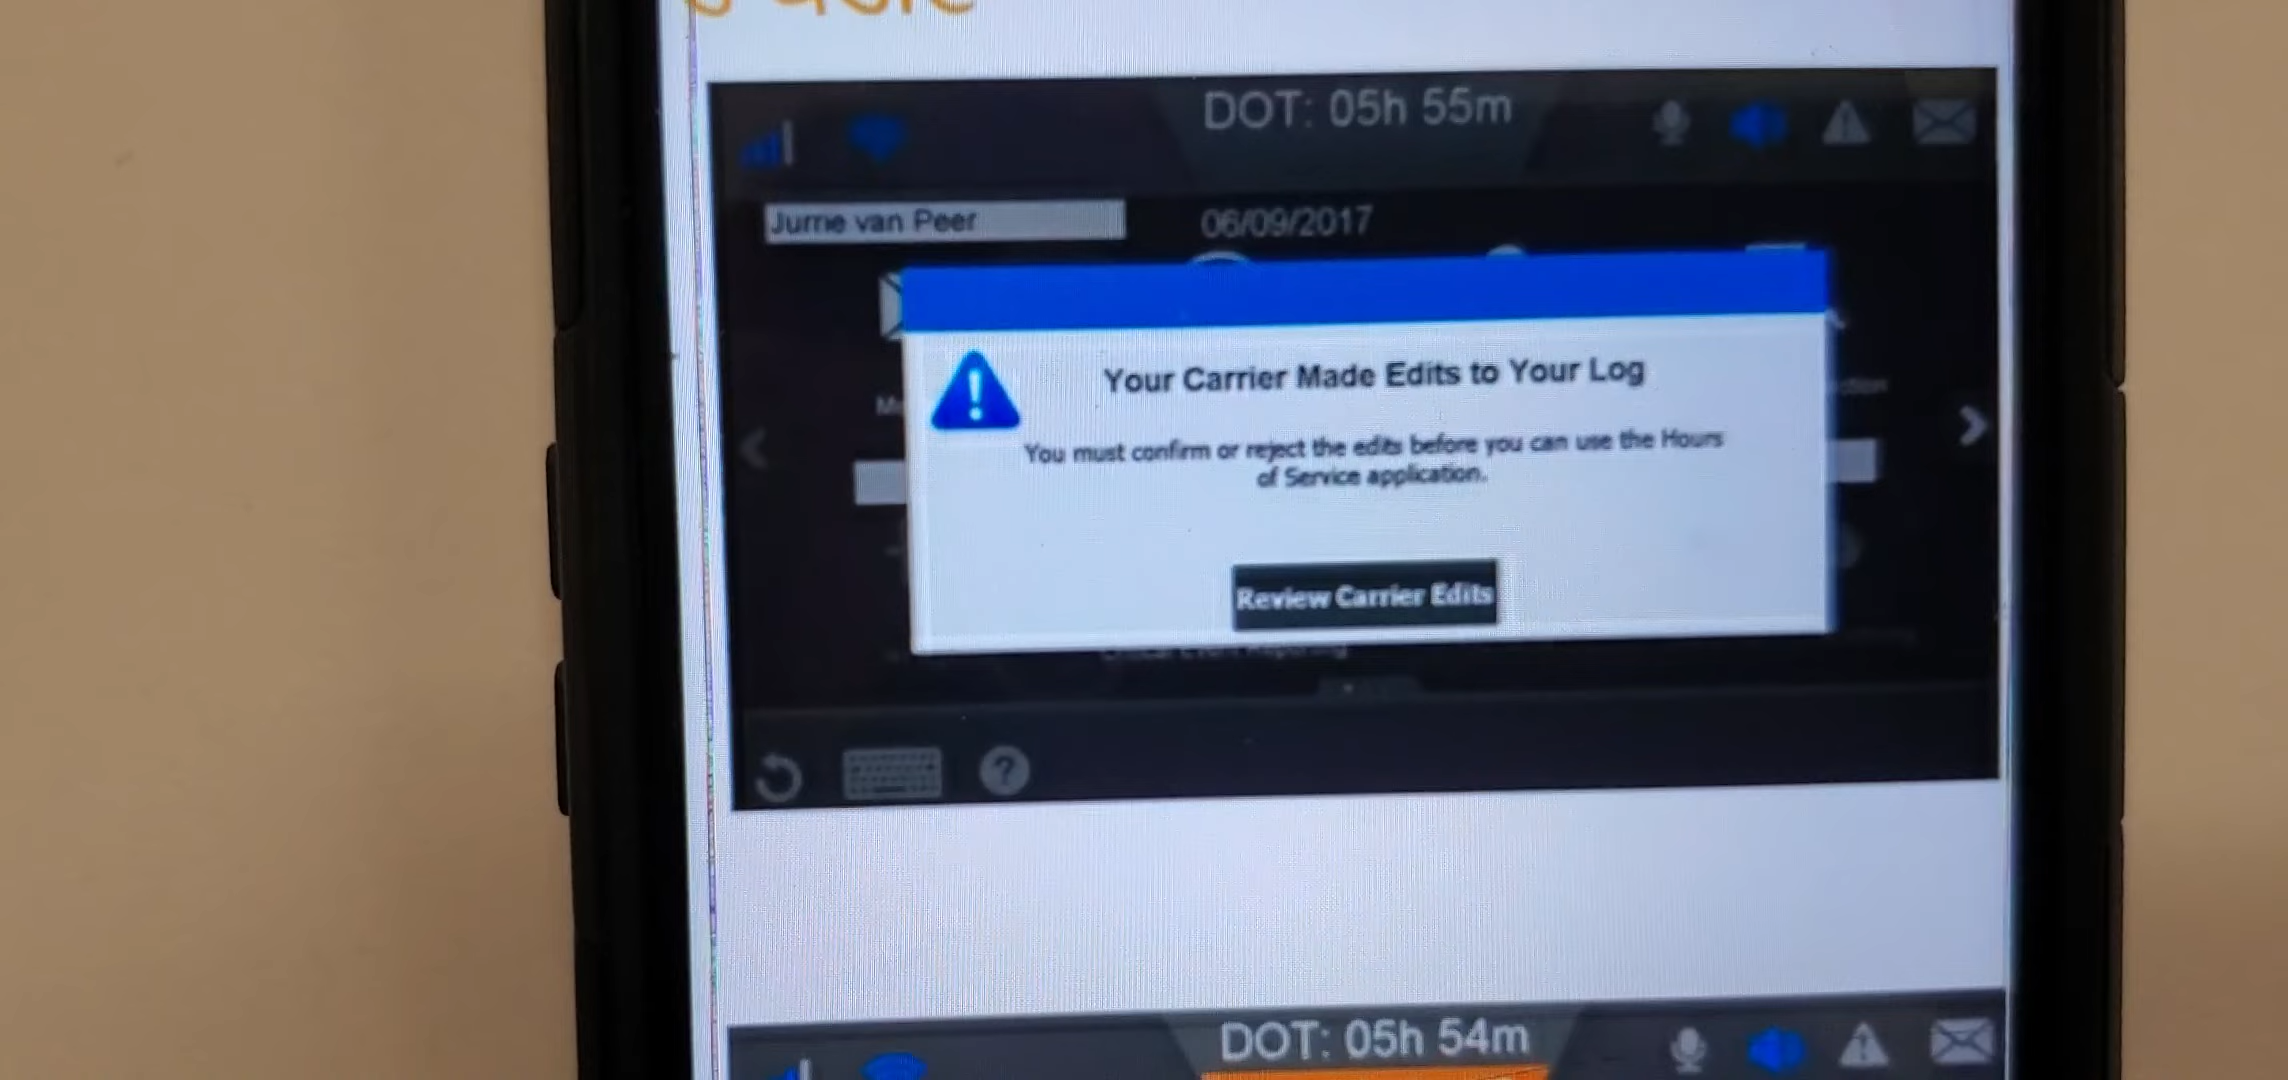 DOT: 05h 55m
Jurrie van Peer
06/09/2017
Your Carrier Made Edits to Your Log
You must confirm or reject the edits before you can use the Hours
of Service application.
Review Carrier Edits
DOT: 05h 54m